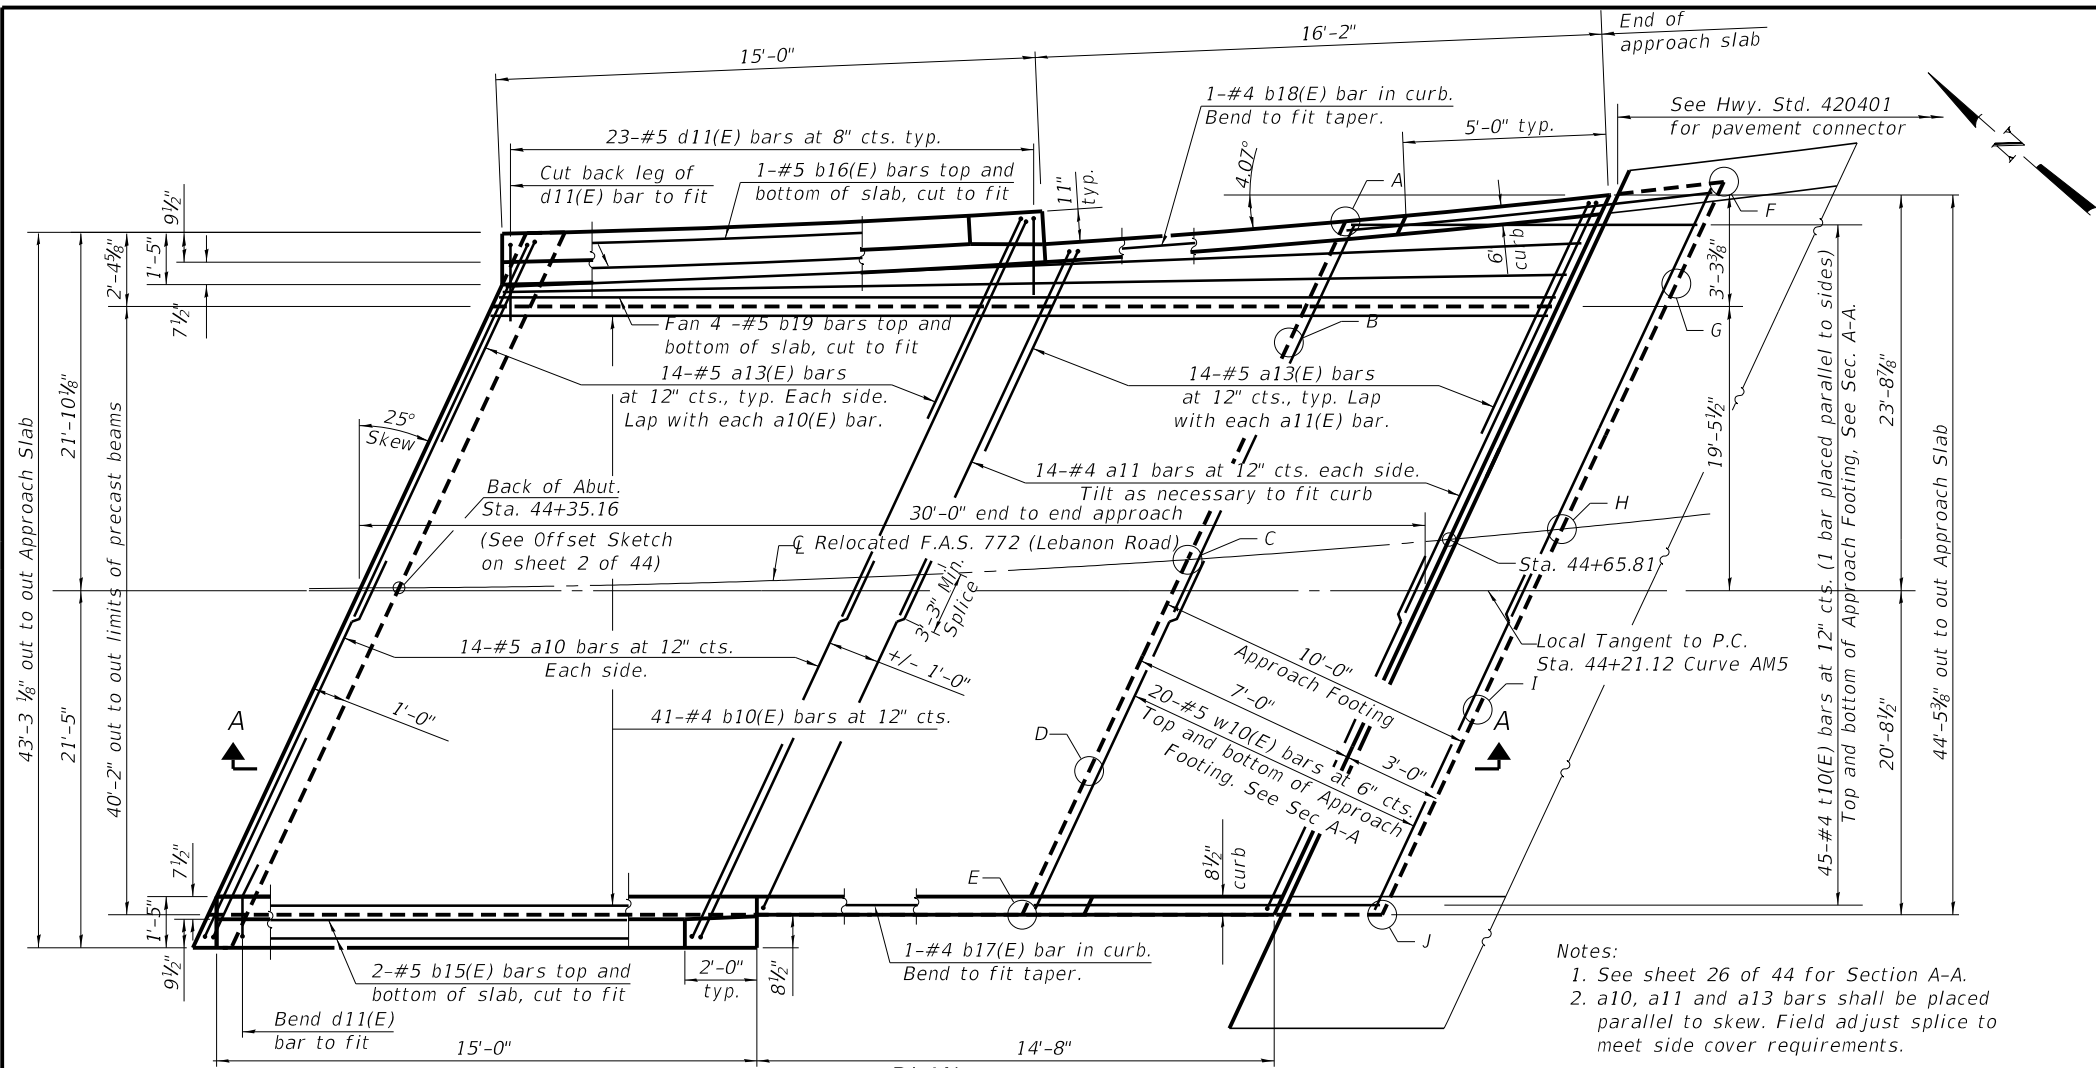 End of
approach slab
16'-2"
15'-0"
1-#4 b18(E) bar in curb.
Bend to fit taper.
See Hwy. Std. 420401
for pavement connector
N
5'-0" typ.
23-#5 d11(E) bars at 8" cts. typ.
Cut back leg of
d11(E) bar to fit
1-#5 b16(E) bars top and
bottom of slab, cut to fit
11"
typ.
4.07°
A
F
9½"
1'-5"
2'-4⅝"
7½"
6"
curb
3'-3⅜"
G
B
Fan 4 -#5 b19 bars top and
bottom of slab, cut to fit
14-#5 a13(E) bars
at 12" cts., typ. Each side.
Lap with each a10(E) bar.
14-#5 a13(E) bars
at 12" cts., typ. Lap
with each a11(E) bar.
25°
Skew
43'-3 ⅛" out to out Approach Slab
21'-10⅛"
40'-2" out to out limits of precast beams
21'-5"
14-#4 a11 bars at 12" cts. each side.
Tilt as necessary to fit curb
Back of Abut.
Sta. 44+35.16
(See Offset Sketch
on sheet 2 of 44)
30'-0" end to end approach
℄ Relocated F.A.S. 772 (Lebanon Road)
C
H
Sta. 44+65.81
19'-5½"
23'-8⅞"
45-#4 t10(E) bars at 12" cts. (1 bar placed parallel to sides)
Top and bottom of Approach Footing, See Sec. A-A.
44'-5⅜" out to out Approach Slab
20'-8½"
3'-3" Min.
Splice
14-#5 a10 bars at 12" cts.
Each side.
+/- 1'-0"
Local Tangent to P.C.
Sta. 44+21.12 Curve AM5
10'-0"
Approach Footing
7'-0"
3'-0"
20-#5 w10(E) bars at 6" cts.
Top and bottom of Approach
Footing. See Sec A-A
I
A
A
1'-0"
41-#4 b10(E) bars at 12" cts.
D
E
8½"
curb
J
7½"
1'-5"
9½"
2-#5 b15(E) bars top and
bottom of slab, cut to fit
2'-0"
typ.
8½"
1-#4 b17(E) bar in curb.
Bend to fit taper.
Bend d11(E)
bar to fit
15'-0"
14'-8"
Notes:
1. See sheet 26 of 44 for Section A-A.
2. a10, a11 and a13 bars shall be placed
parallel to skew. Field adjust splice to
meet side cover requirements.